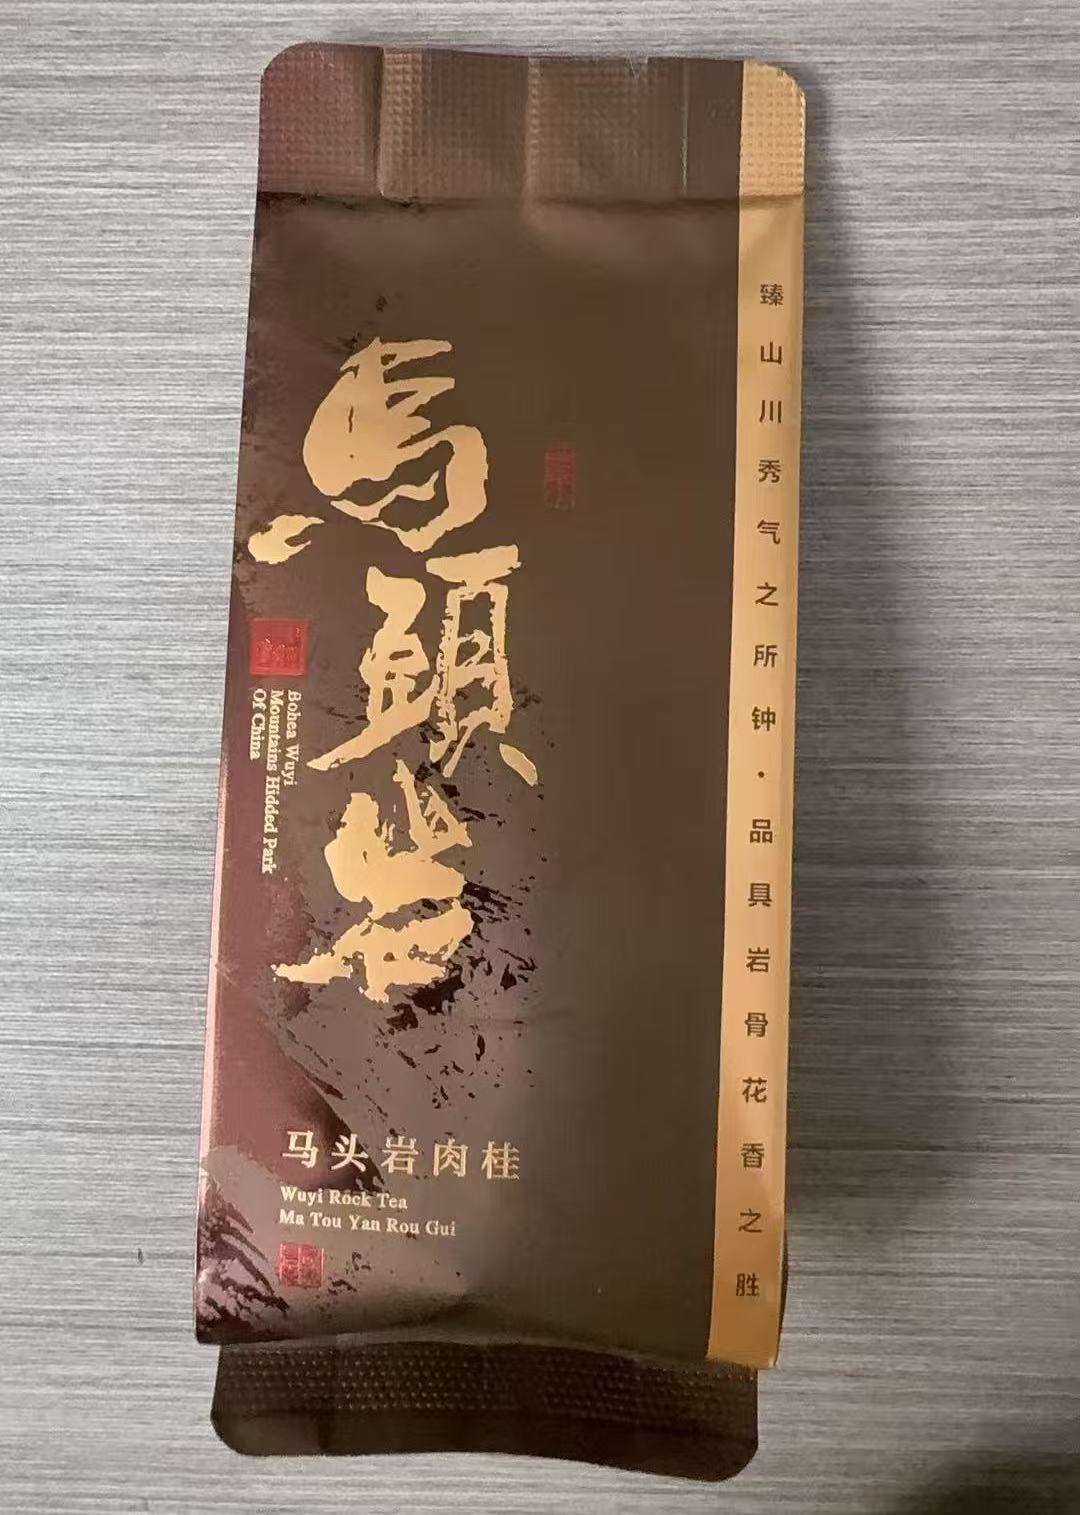 馬頭岩
Bohea Wuyi
Mountains Hidded Park
Of China
马头岩肉桂
Wuyi Rock Tea
Ma Tou Yan Rou Gui
臻山川秀气之所钟·品具岩骨花香之胜